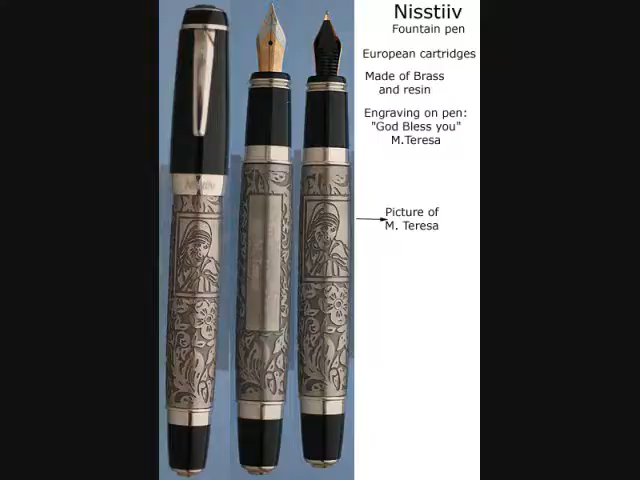 Nisstiiv
Fountain pen
European cartridges
Made of Brass
and resin
Engraving on pen:
"God Bless you"
M.Teresa
Picture of
M. Teresa